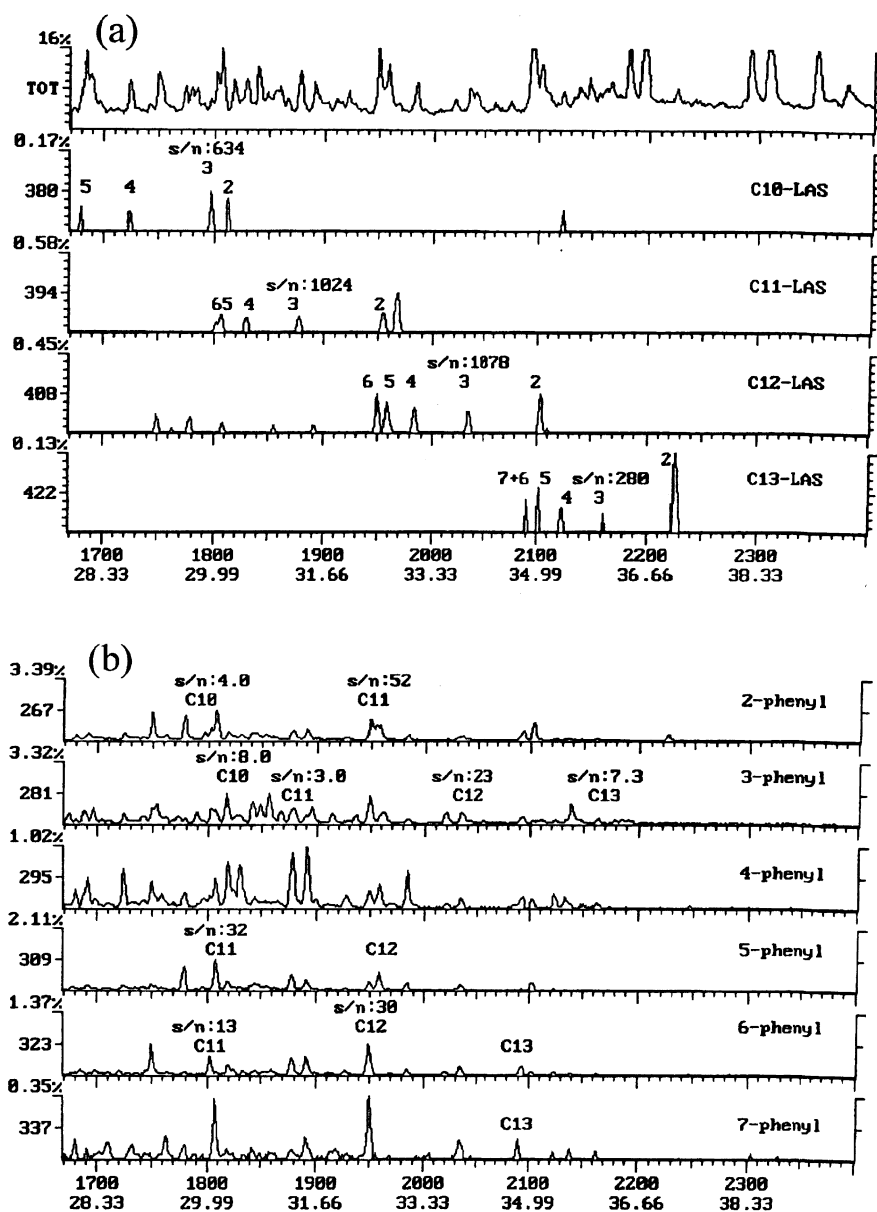 (a)
16%
TOT
0.17%
s/n:634
3
5 4 2
380
C10-LAS
0.58%
s/n:1024
394
C11-LAS
65 4 3 2
0.45%
s/n:1078
6 5 4 3 2
408
C12-LAS
0.13%
2
7+6 5 s/n:280
4 3
422
C13-LAS
1700 1800 1900 2000 2100 2200 2300
28.33 29.99 31.66 33.33 34.99 36.66 38.33
(b)
3.39%
s/n:4.0 s/n:52
C10 C11
267
2-phenyl
3.32%
s/n:8.0
C10 s/n:3.0 s/n:23 s/n:7.3
C11 C12 C13
281
3-phenyl
1.02%
295
4-phenyl
2.11%
s/n:32
C11 C12
309
5-phenyl
1.37%
s/n:30
s/n:13 C12
C11 C13
323
6-phenyl
0.35%
C13
337
7-phenyl
1700 1800 1900 2000 2100 2200 2300
28.33 29.99 31.66 33.33 34.99 36.66 38.33